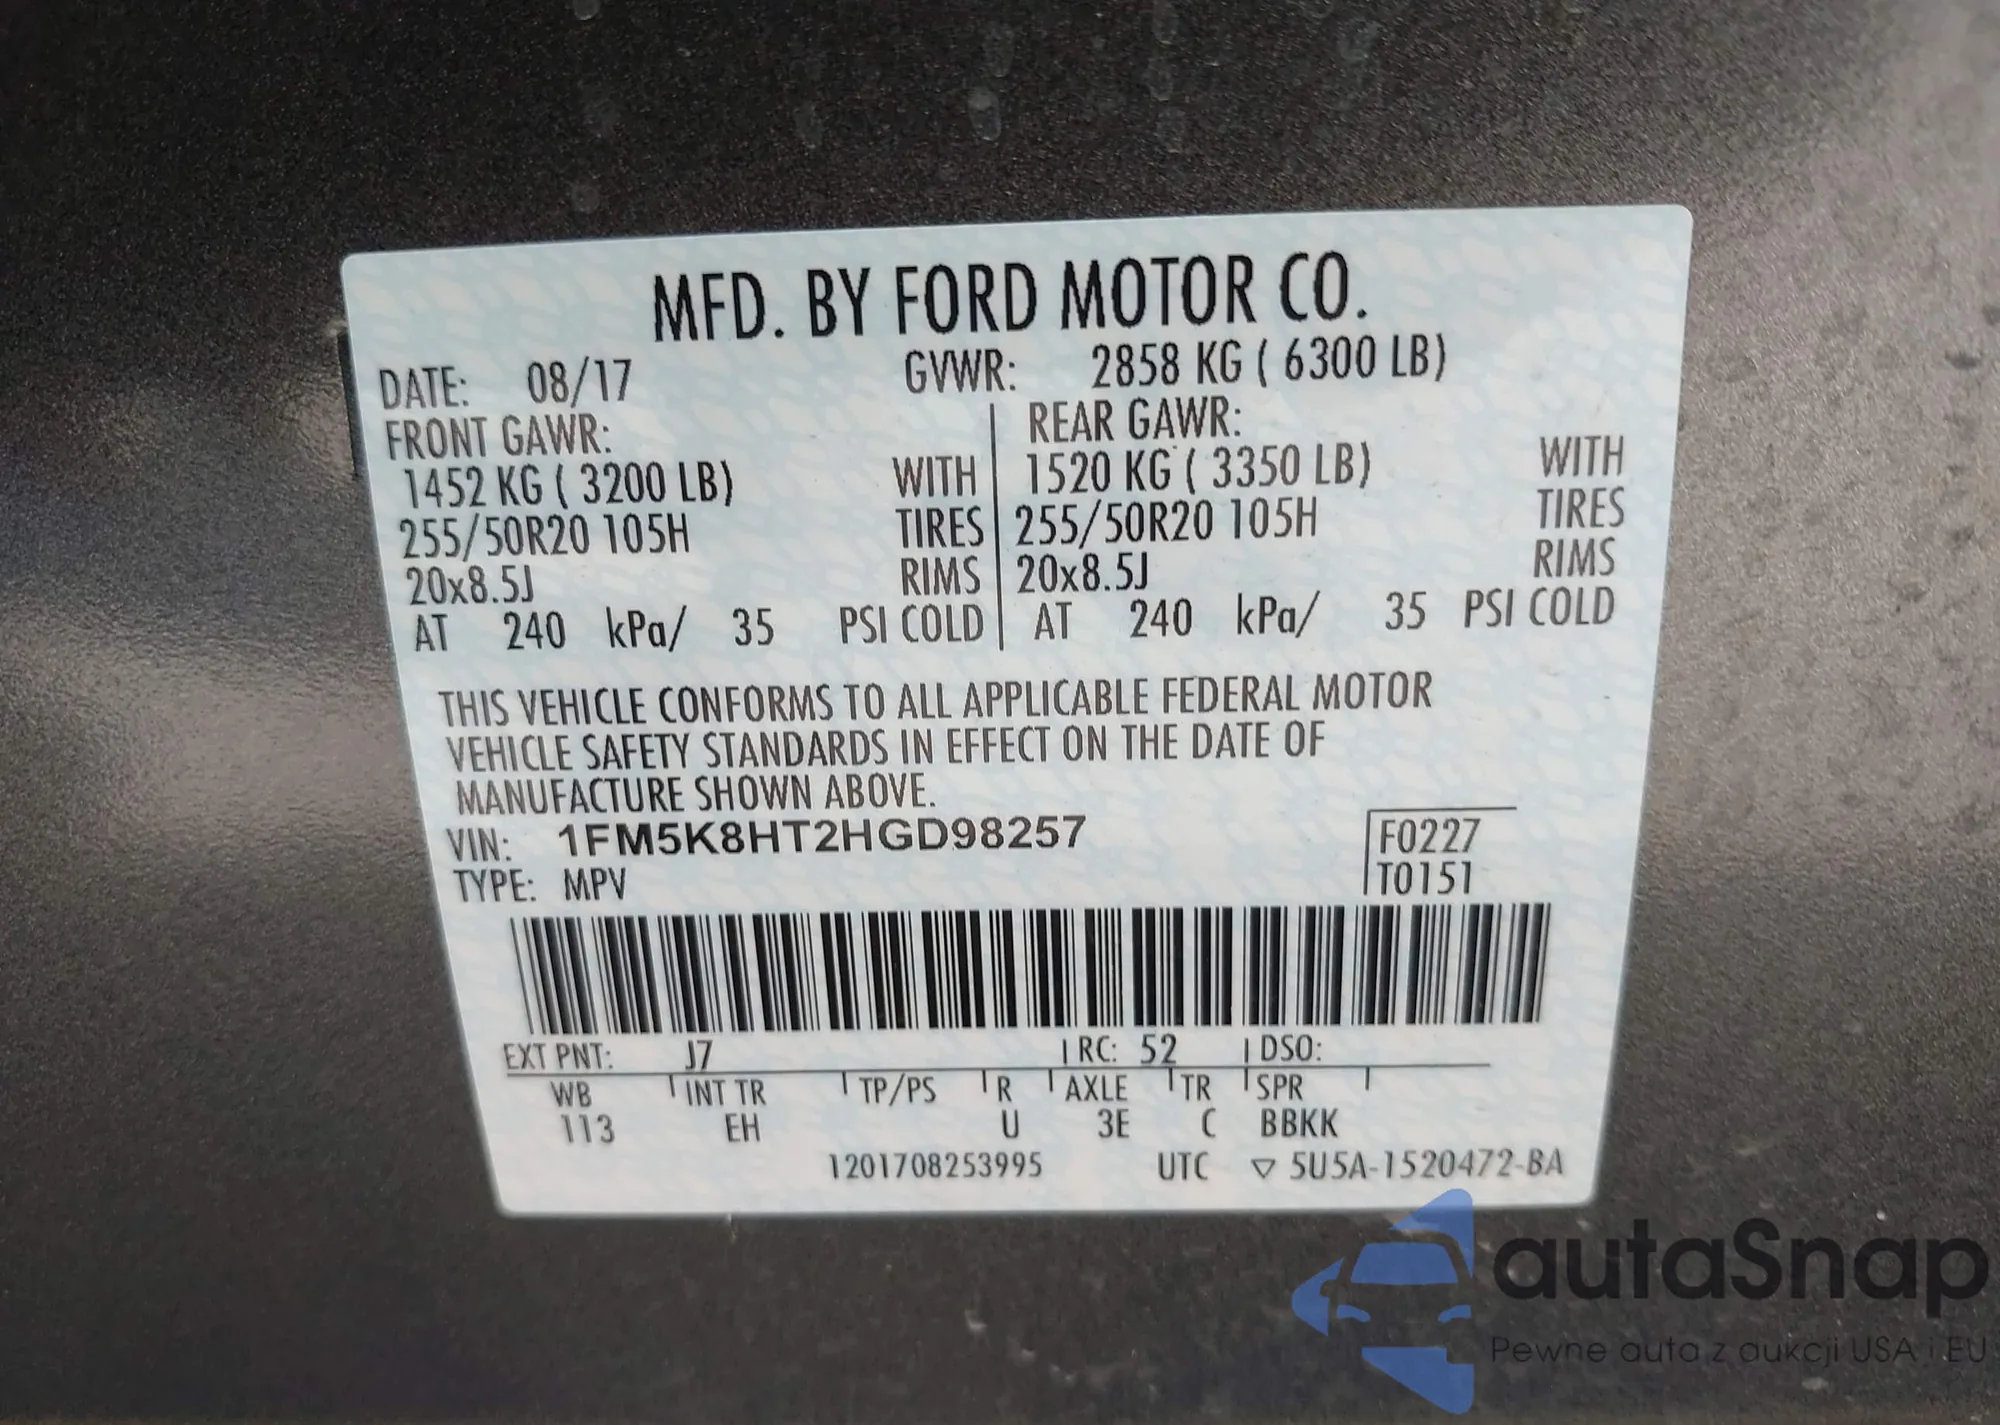 MFD. BY FORD MOTOR CO.
DATE: 08/17 GVWR: 2858 KG ( 6300 LB)
FRONT GAWR: REAR GAWR:
1452 KG ( 3200 LB) WITH 1520 KG ( 3350 LB) WITH
255/50R20 105H TIRES 255/50R20 105H TIRES
20x8.5J RIMS 20x8.5J RIMS
AT 240 kPa/ 35 PSI COLD AT 240 kPa/ 35 PSI COLD
THIS VEHICLE CONFORMS TO ALL APPLICABLE FEDERAL MOTOR
VEHICLE SAFETY STANDARDS IN EFFECT ON THE DATE OF
MANUFACTURE SHOWN ABOVE.
VIN: 1FM5K8HT2HGD98257 F0227
TYPE: MPV T0151
EXT PNT: J7 RC: 52 DSO:
WB INT TR TP/PS R AXLE TR SPR
113 EH U 3E C BBKK
1201708253995 UTC ▽ 5U5A-1520472-BA
autaSnap
Pewne auta z aukcji USA i EU